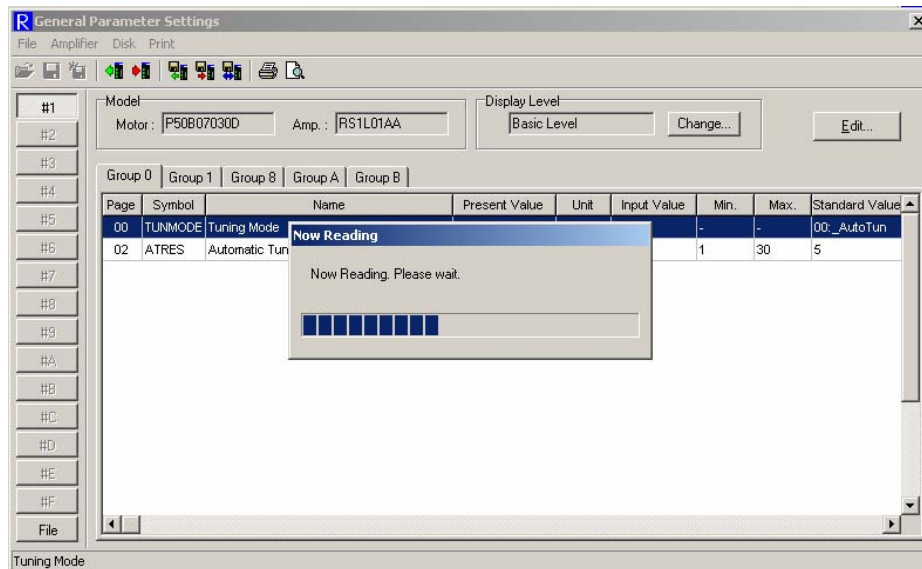 R General Parameter Settings
File Amplifier Disk Print
#1
#2
#3
#4
#5
#6
#7
#8
#9
#A
#B
#C
#D
#E
#F
File
Model
Motor : P50B07030D Amp. : RS1L01AA
Display Level
Basic Level Change...
Edit...
Group 0 Group 1 Group 8 Group A Group B
Page Symbol Name Present Value Unit Input Value Min. Max. Standard Value
00 TUNMODE Tuning Mode - - 00:_AutoTun
02 ATRES Automatic Tun 1 30 5
Now Reading
Now Reading. Please wait.
Tuning Mode